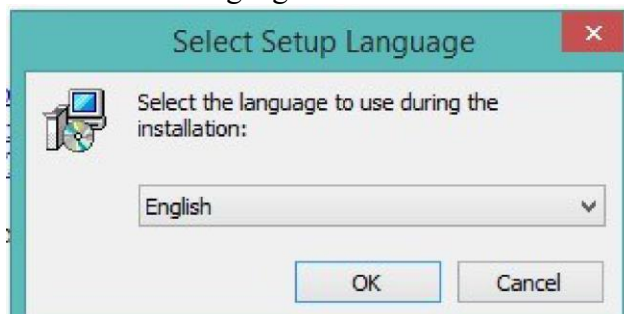 Select Setup Language
Select the language to use during the
installation:
English
OK
Cancel